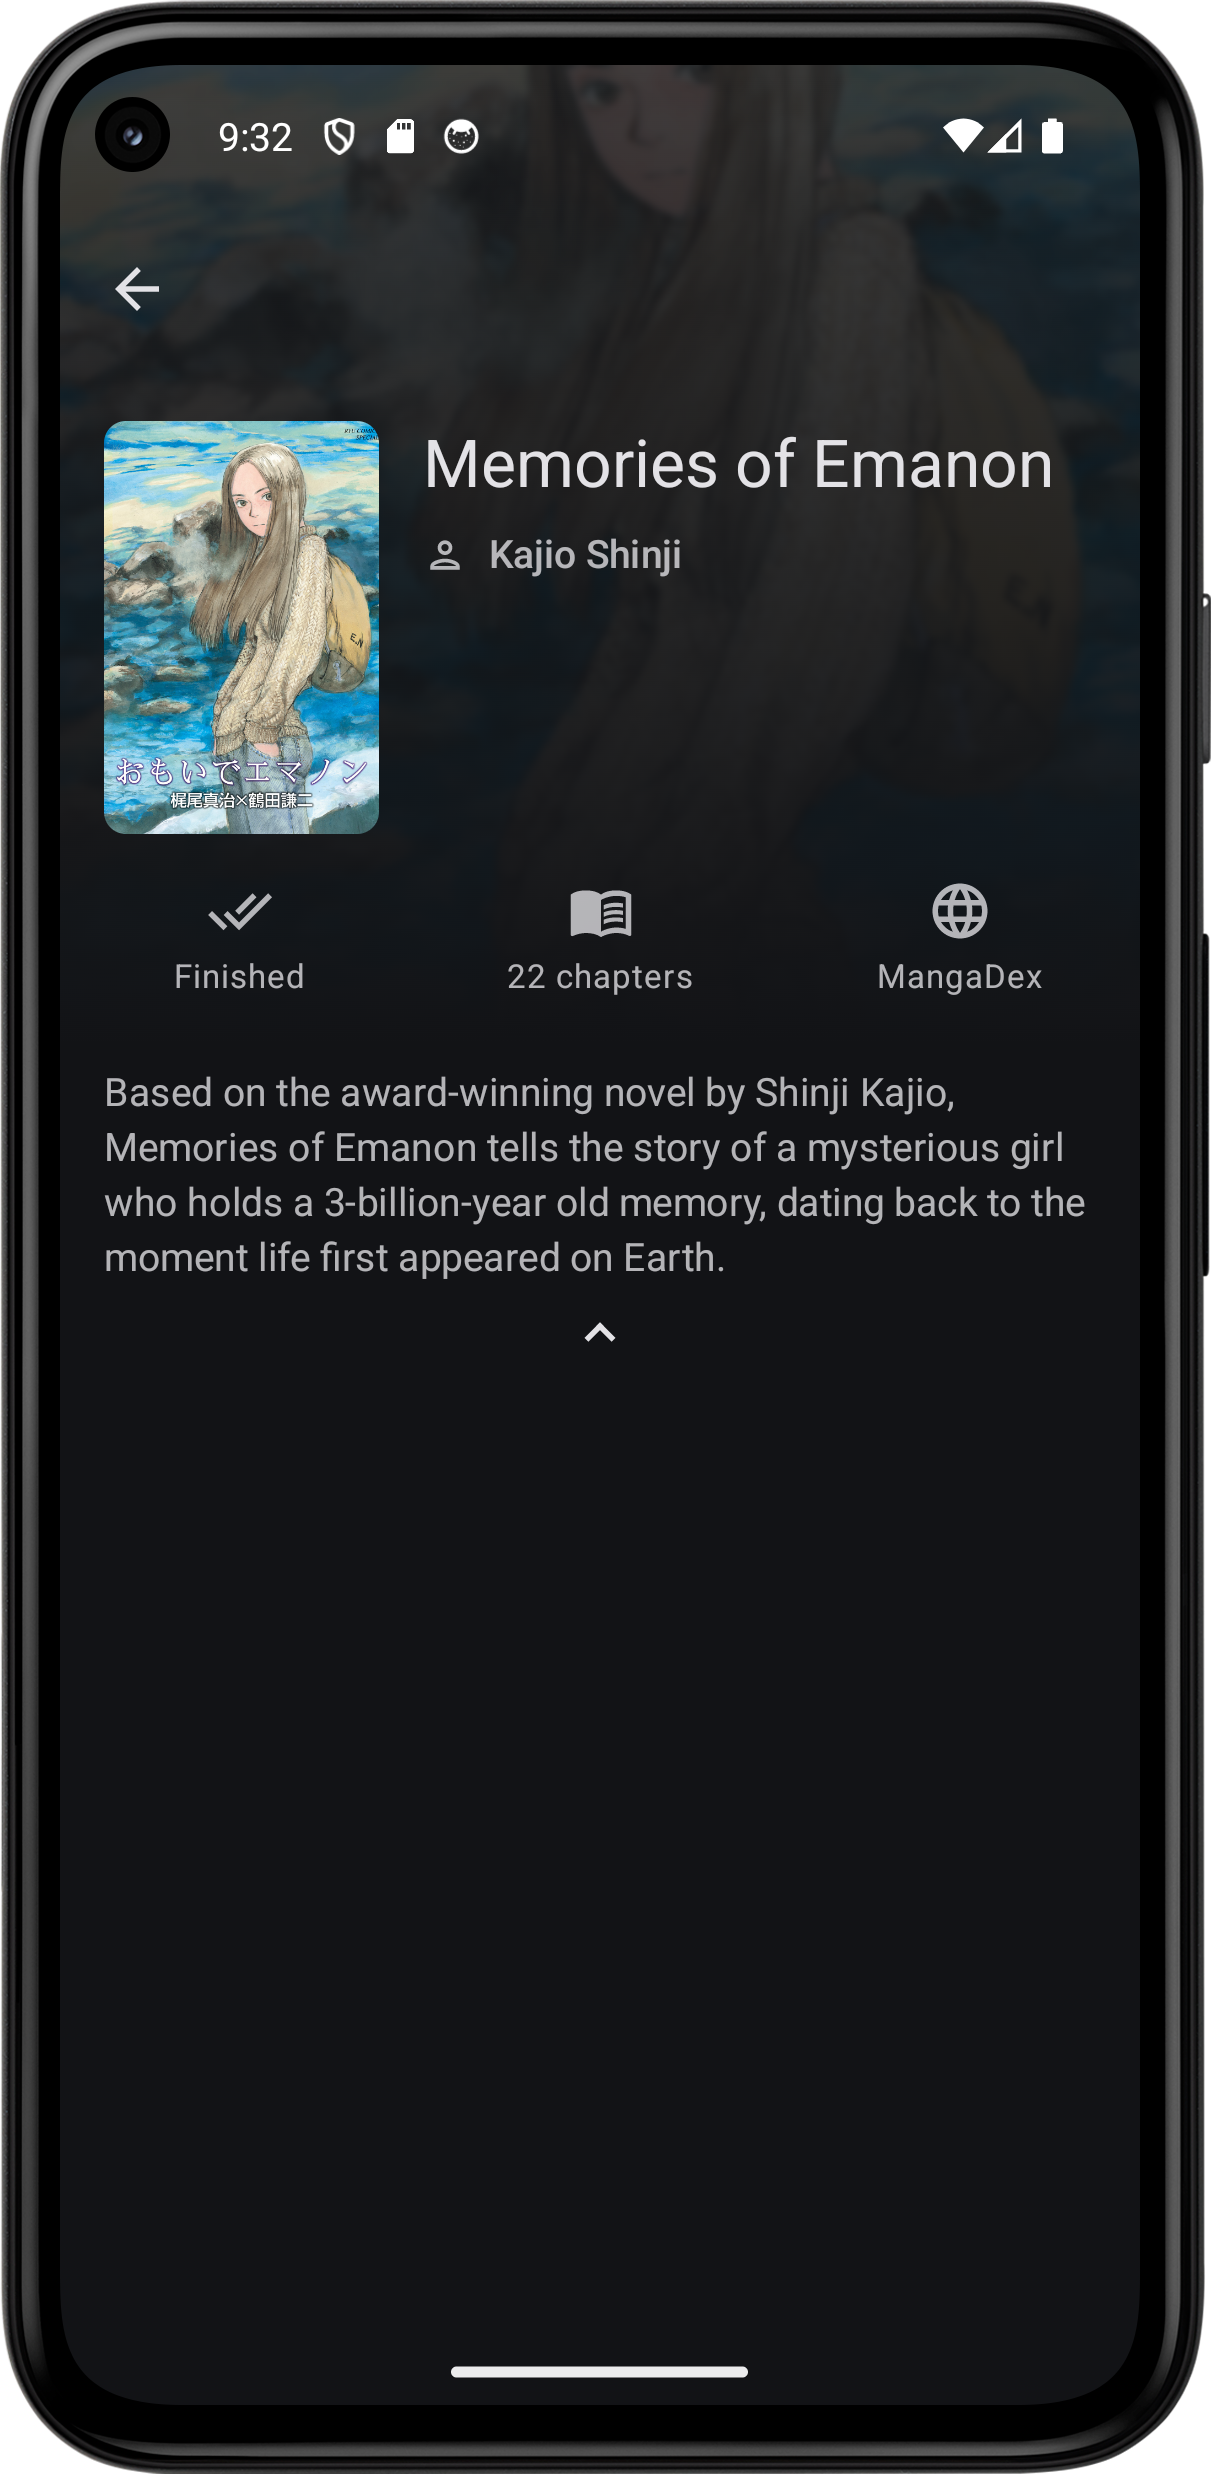 9:32
RYU COMICS
SPECIAL
E.N
おもいでエマノン
梶尾真治×鶴田謙二
Memories of Emanon
Kajio Shinji
Finished
22 chapters
MangaDex
Based on the award-winning novel by Shinji Kajio,
Memories of Emanon tells the story of a mysterious girl
who holds a 3-billion-year old memory, dating back to the
moment life first appeared on Earth.